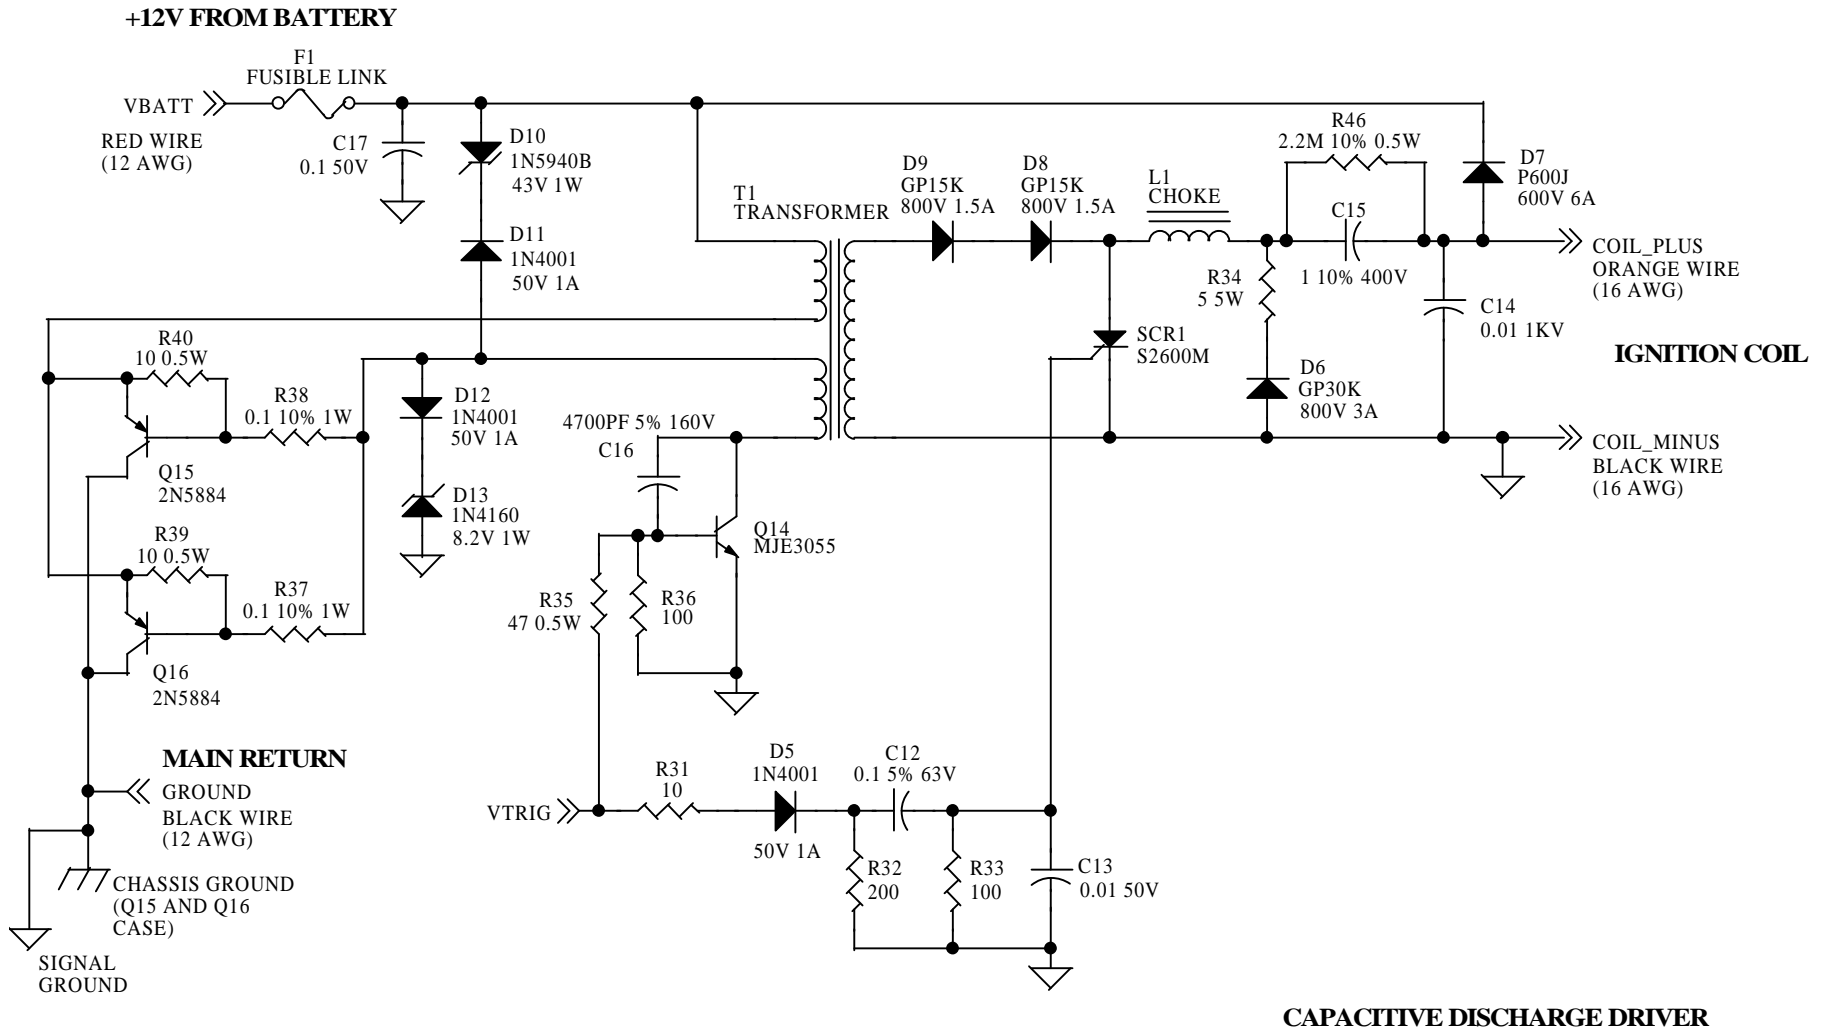 +12V FROM BATTERY
F1
FUSIBLE LINK
VBATT
RED WIRE
(12 AWG)
C17
0.1 50V
D10
1N5940B
43V 1W
D11
1N4001
50V 1A
T1
TRANSFORMER
D9
GP15K
800V 1.5A
D8
GP15K
800V 1.5A
L1
CHOKE
R46
2.2M 10% 0.5W
C15
1 10% 400V
D7
P600J
600V 6A
COIL_PLUS
ORANGE WIRE
(16 AWG)
R34
5 5W
C14
0.01 1KV
SCR1
S2600M
IGNITION COIL
D6
GP30K
800V 3A
COIL_MINUS
BLACK WIRE
(16 AWG)
R40
10 0.5W
R38
0.1 10% 1W
D12
1N4001
50V 1A
4700PF 5% 160V
C16
Q15
2N5884
D13
1N4160
8.2V 1W
Q14
MJE3055
R39
10 0.5W
R37
0.1 10% 1W
R35
47 0.5W
R36
100
Q16
2N5884
MAIN RETURN
GROUND
BLACK WIRE
(12 AWG)
VTRIG
R31
10
D5
1N4001
50V 1A
C12
0.1 5% 63V
R32
200
R33
100
C13
0.01 50V
CHASSIS GROUND
(Q15 AND Q16
CASE)
SIGNAL
GROUND
CAPACITIVE DISCHARGE DRIVER